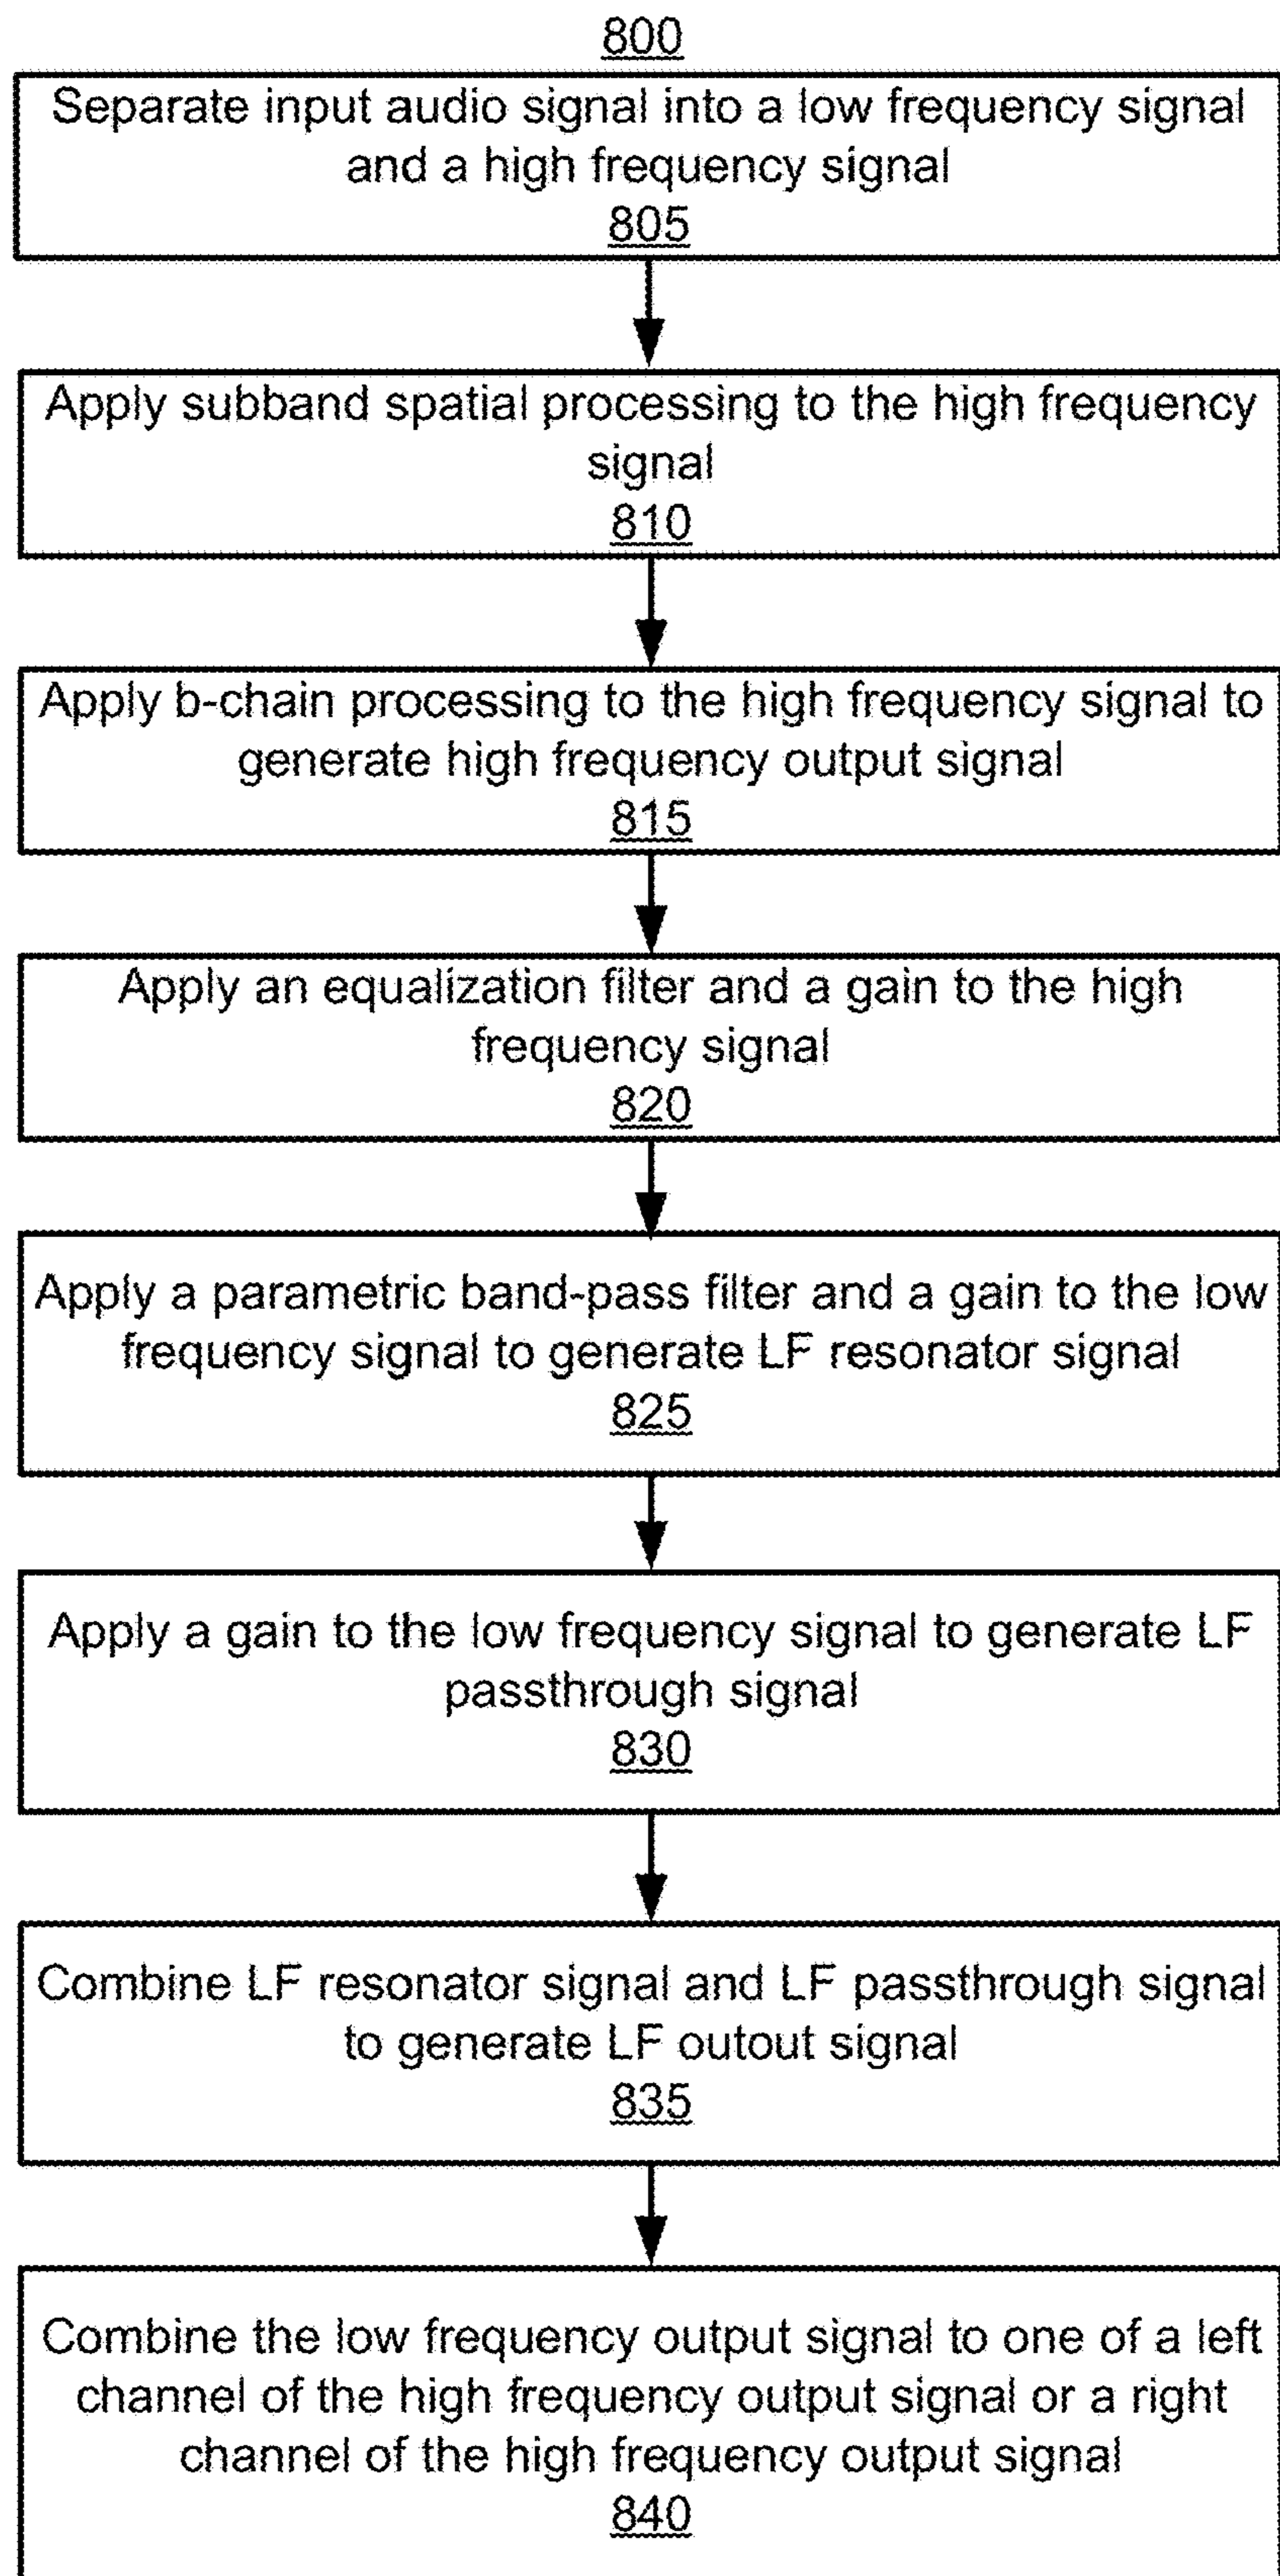 800
Separate input audio signal into a low frequency signal
and a high frequency signal
805
Apply subband spatial processing to the high frequency
signal
810
Apply b-chain processing to the high frequency signal to
generate high frequency output signal
815
Apply an equalization filter and a gain to the high
frequency signal
820
Apply a parametric band-pass filter and a gain to the low
frequency signal to generate LF resonator signal
825
Apply a gain to the low frequency signal to generate LF
passthrough signal
830
Combine LF resonator signal and LF passthrough signal
to generate LF outout signal
835
Combine the low frequency output signal to one of a left
channel of the high frequency output signal or a right
channel of the high frequency output signal
840